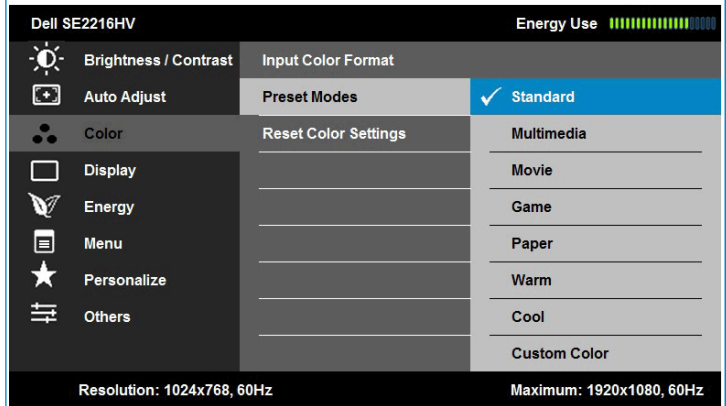 Dell SE2216HV Energy Use
Brightness / Contrast Input Color Format
Auto Adjust Preset Modes Standard
Color Reset Color Settings Multimedia
Display Movie
Energy Game
Menu Paper
Personalize Warm
Others Cool
Custom Color
Resolution: 1024x768, 60Hz Maximum: 1920x1080, 60Hz